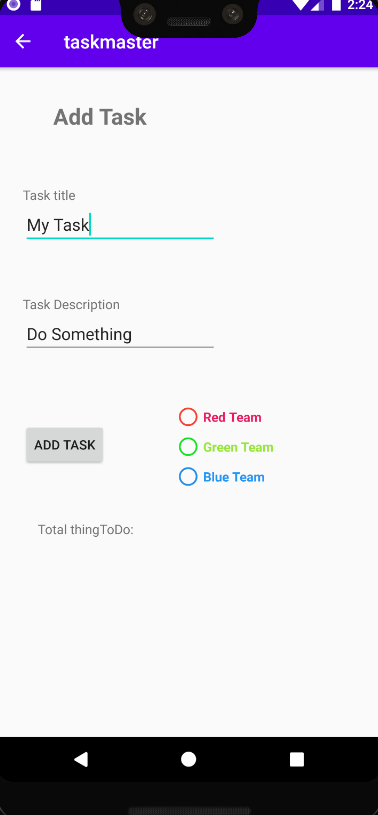 2:24
taskmaster
Add Task
Task title
My Task
Task Description
Do Something
Red Team
ADD TASK
Green Team
Blue Team
Total thingToDo: